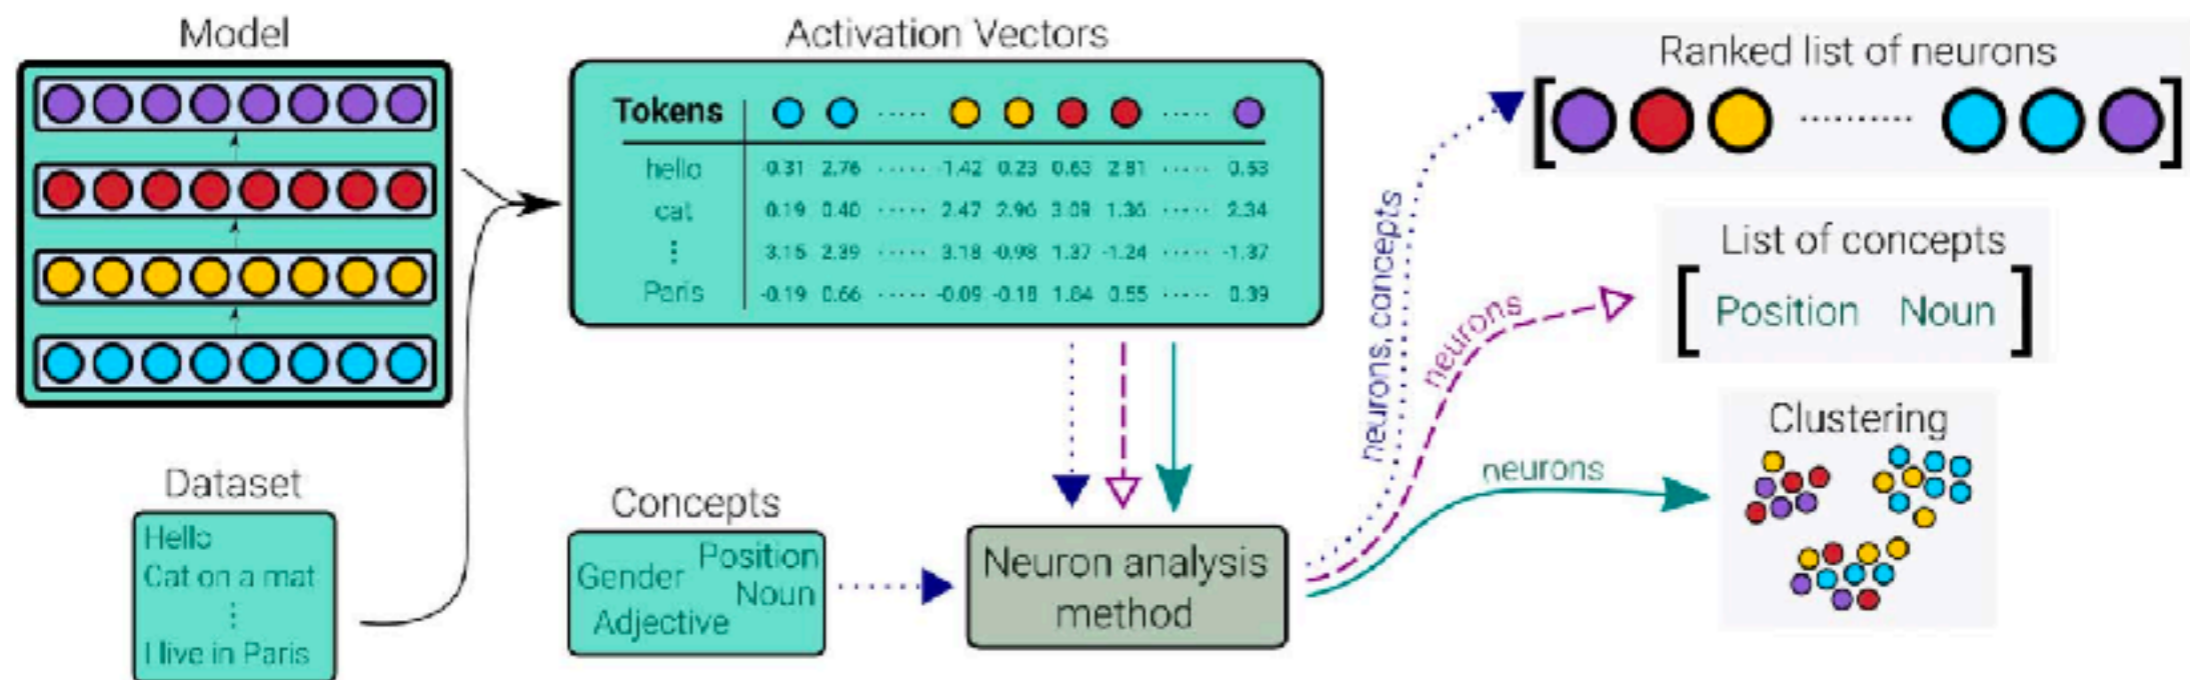 Model
Activation Vectors
Tokens
hello 0.31 2.76 ..... -1.42 0.23 0.63 2.81 ..... 0.53
cat 0.19 0.40 ..... 2.47 2.96 3.09 1.36 ..... 2.34
⋮ 3.15 2.39 ..... 3.18 -0.98 1.37 -1.24 ..... -1.37
Paris -0.19 0.66 ..... -0.09 -0.18 1.84 0.55 ..... 0.39
Dataset
Hello
Cat on a mat
⋮
I live in Paris
Concepts
Gender Position
Noun
Adjective
Neuron analysis
method
neurons, concepts
neurons
neurons
Ranked list of neurons
List of concepts
[ Position Noun ]
Clustering